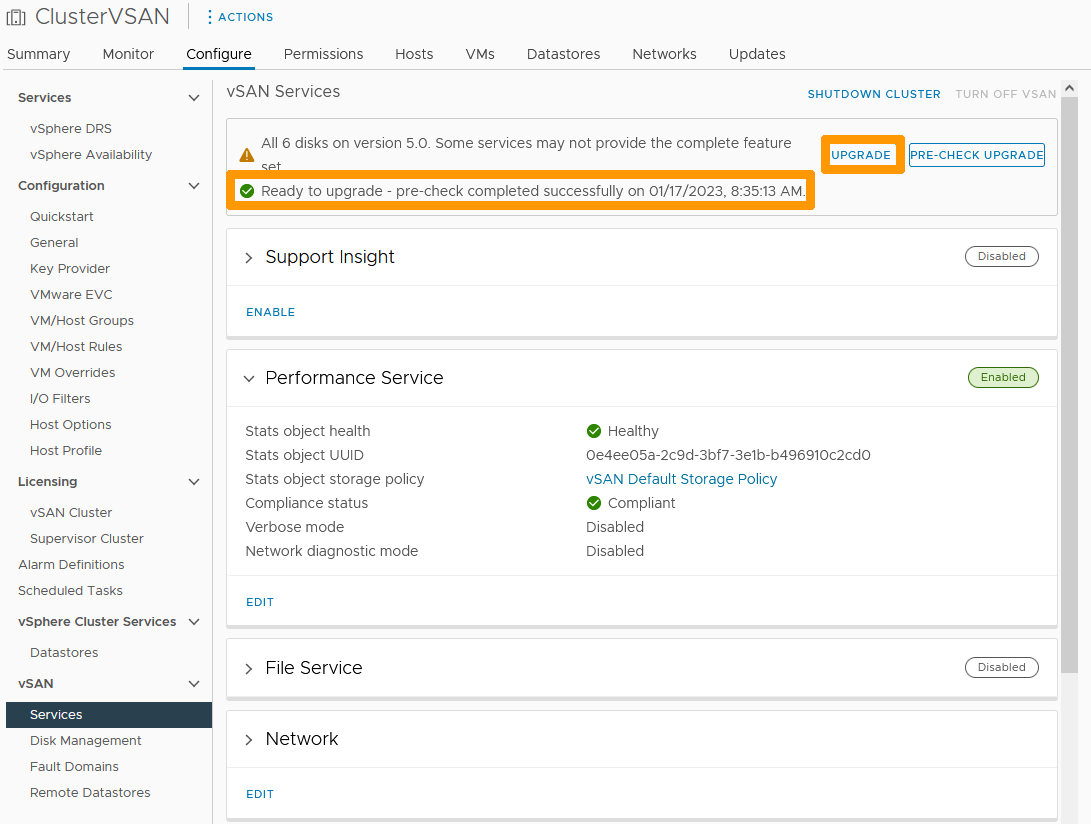 ClusterVSAN
ACTIONS
Summary Monitor Configure Permissions Hosts VMs Datastores Networks Updates
Services
vSphere DRS
vSphere Availability
Configuration
Quickstart
General
Key Provider
VMware EVC
VM/Host Groups
VM/Host Rules
VM Overrides
I/O Filters
Host Options
Host Profile
Licensing
vSAN Cluster
Supervisor Cluster
Alarm Definitions
Scheduled Tasks
vSphere Cluster Services
Datastores
vSAN
Services
Disk Management
Fault Domains
Remote Datastores
vSAN Services
SHUTDOWN CLUSTER TURN OFF VSAN
All 6 disks on version 5.0. Some services may not provide the complete feature
set.
UPGRADE PRE-CHECK UPGRADE
Ready to upgrade - pre-check completed successfully on 01/17/2023, 8:35:13 AM.
Support Insight Disabled
ENABLE
Performance Service Enabled
Stats object health Healthy
Stats object UUID 0e4ee05a-2c9d-3bf7-3e1b-b496910c2cd0
Stats object storage policy vSAN Default Storage Policy
Compliance status Compliant
Verbose mode Disabled
Network diagnostic mode Disabled
EDIT
File Service Disabled
Network
EDIT